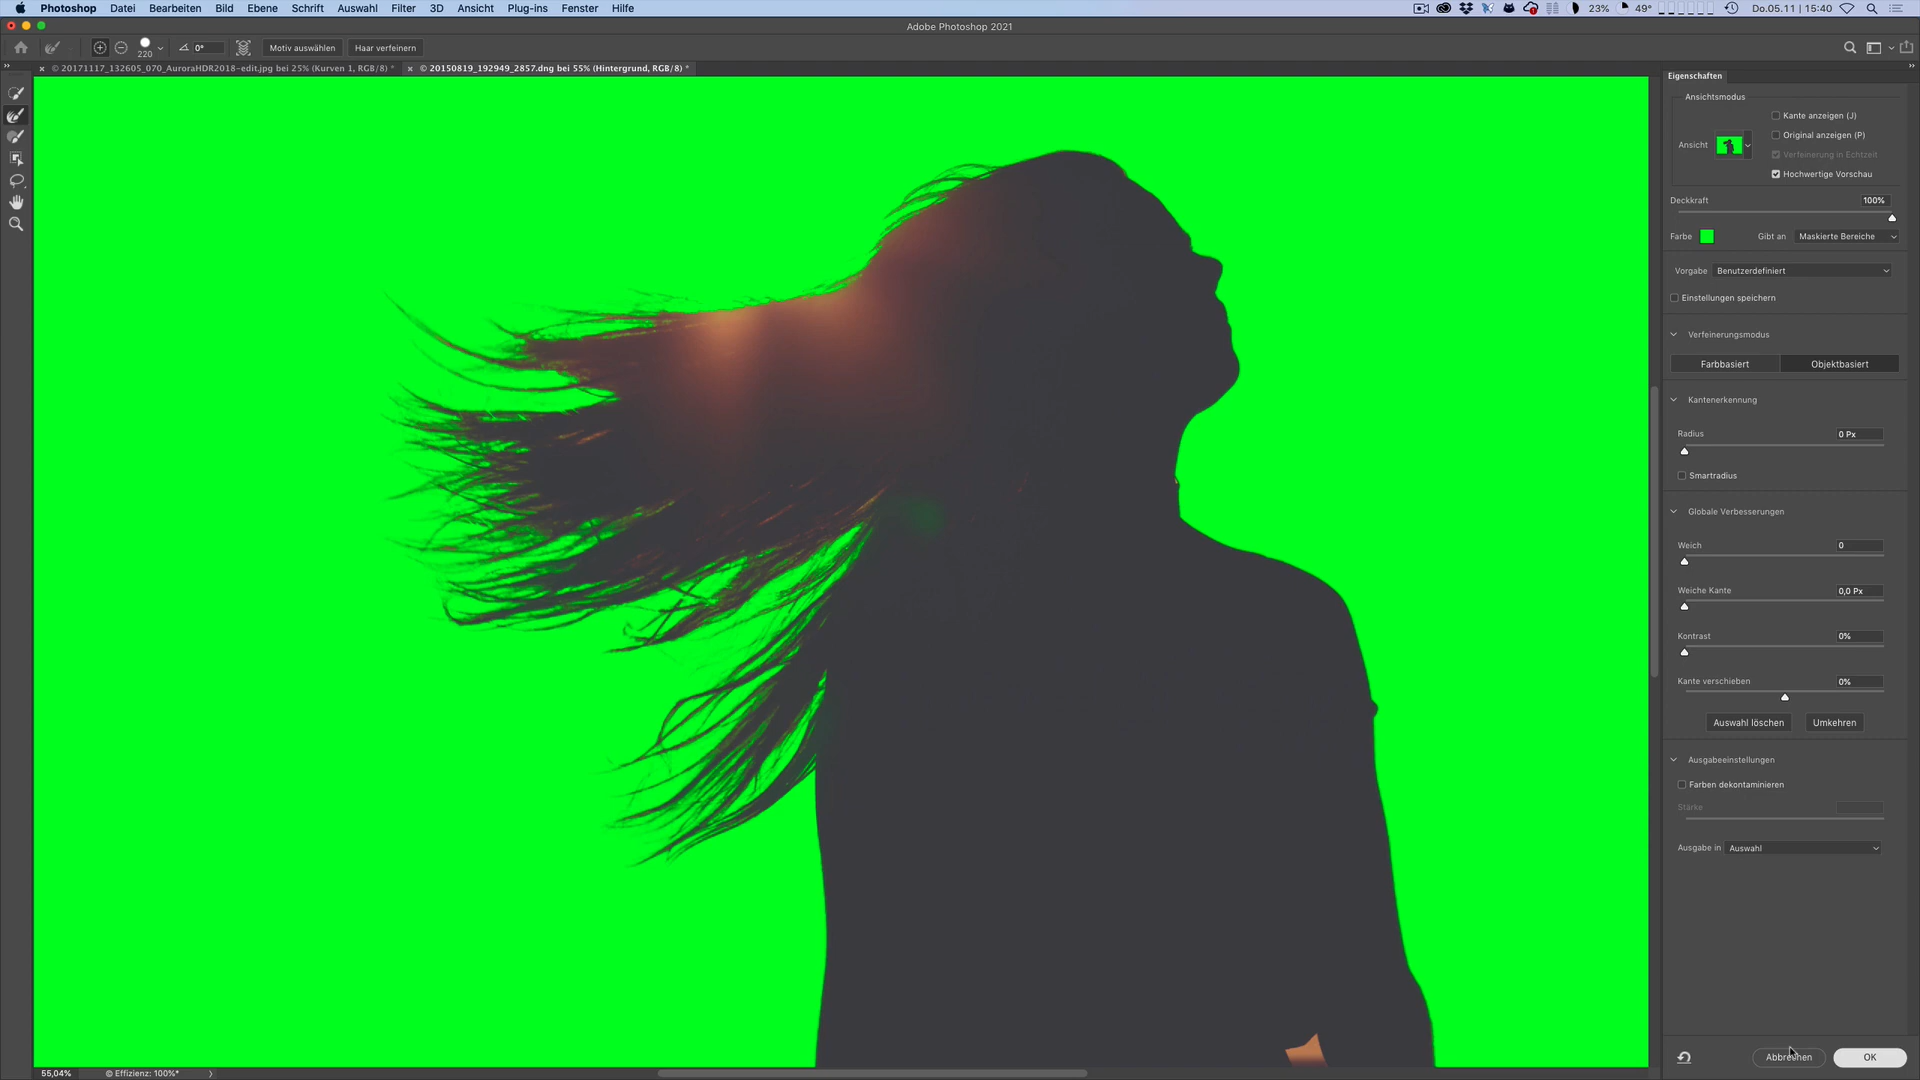 Photoshop Datei Bearbeiten Bild Ebene Schrift Auswahl Filter 3D Ansicht Plug-ins Fenster Hilfe
23% 49° Do.05.11 | 15:40
Adobe Photoshop 2021
220 0° Motiv auswählen Haar verfeinern
© 20171117_132605_070_AuroraHDR2018-edit.jpg bei 25% (Kurven 1, RGB/8) *
© 20150819_192949_2857.dng bei 55% (Hintergrund, RGB/8) *
Eigenschaften
Ansichtsmodus
Kante anzeigen (J)
Original anzeigen (P)
Ansicht
Verfeinerung in Echtzeit
Hochwertige Vorschau
Deckkraft 100%
Farbe Gibt an Maskierte Bereiche
Vorgabe Benutzerdefiniert
Einstellungen speichern
Verfeinerungsmodus
Farbbasiert Objektbasiert
Kantenerkennung
Radius 0 Px
Smartradius
Globale Verbesserungen
Weich 0
Weiche Kante 0,0 Px
Kontrast 0%
Kante verschieben 0%
Auswahl löschen Umkehren
Ausgabeeinstellungen
Farben dekontaminieren
Stärke
Ausgabe in Auswahl
Abbrechen OK
55,04% © Effizienz: 100%*